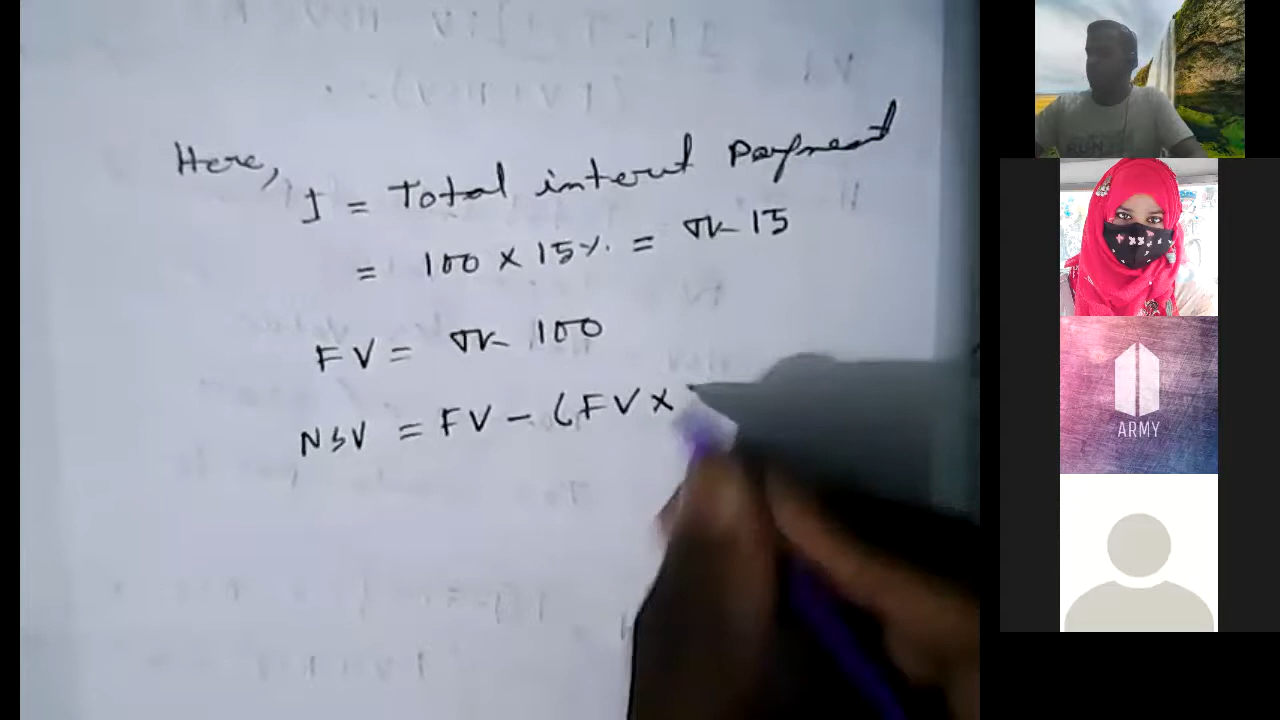 Here,
I = Total interest Payment
= 100 × 15% = Tk 15
FV = Tk 100
NSV = FV - (FV ×
ARMY